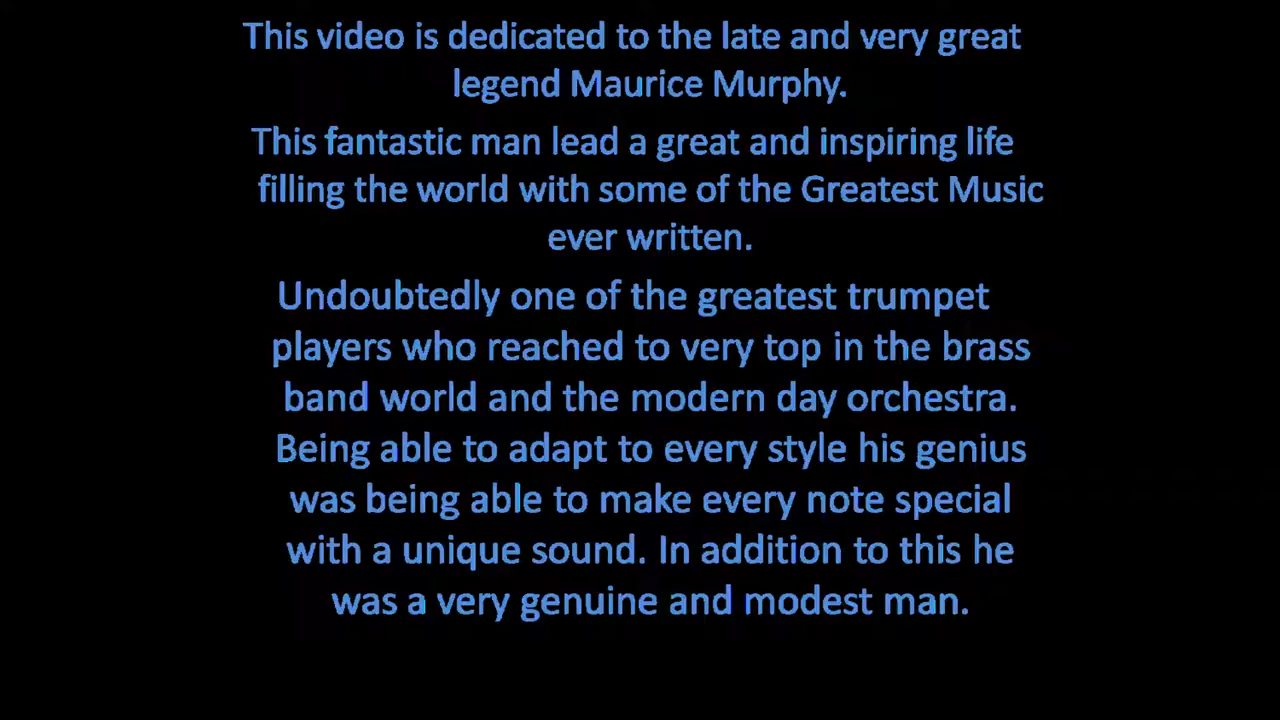 This video is dedicated to the late and very great
legend Maurice Murphy.
This fantastic man lead a great and inspiring life
filling the world with some of the Greatest Music
ever written.
Undoubtedly one of the greatest trumpet
players who reached to very top in the brass
band world and the modern day orchestra.
Being able to adapt to every style his genius
was being able to make every note special
with a unique sound. In addition to this he
was a very genuine and modest man.